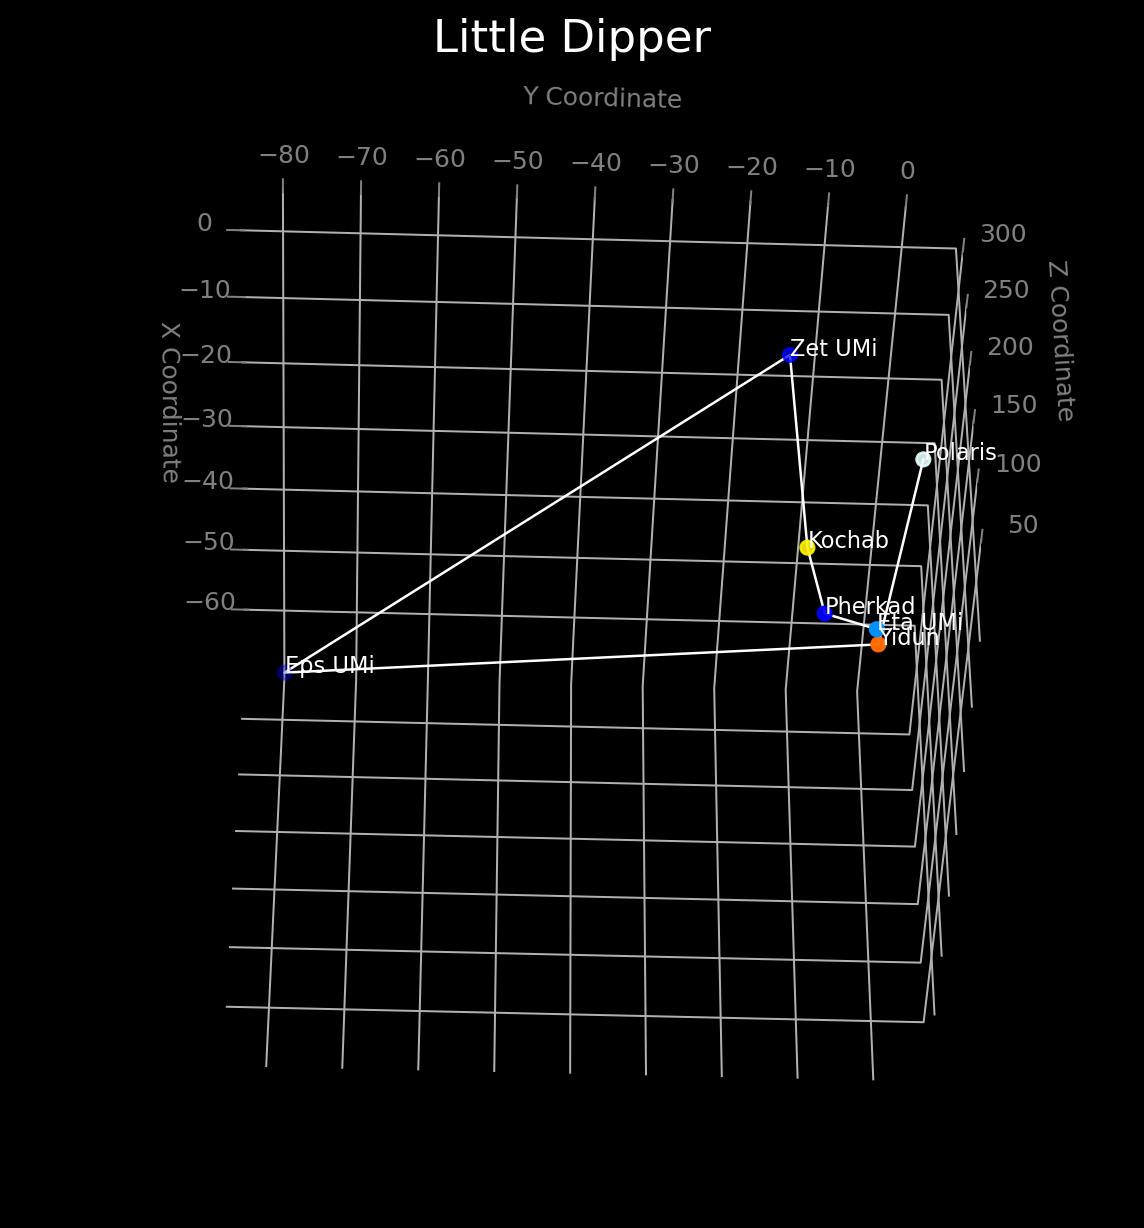 Little Dipper
Y Coordinate
−80 −70 −60 −50 −40 −30 −20 −10 0
0
−10
−20
−30
−40
−50
−60
X Coordinate
300
250
200
150
100
50
Z Coordinate
Zet UMi
Polaris
Kochab
Pherkad
Eta UMi
Yidun
Eps UMi